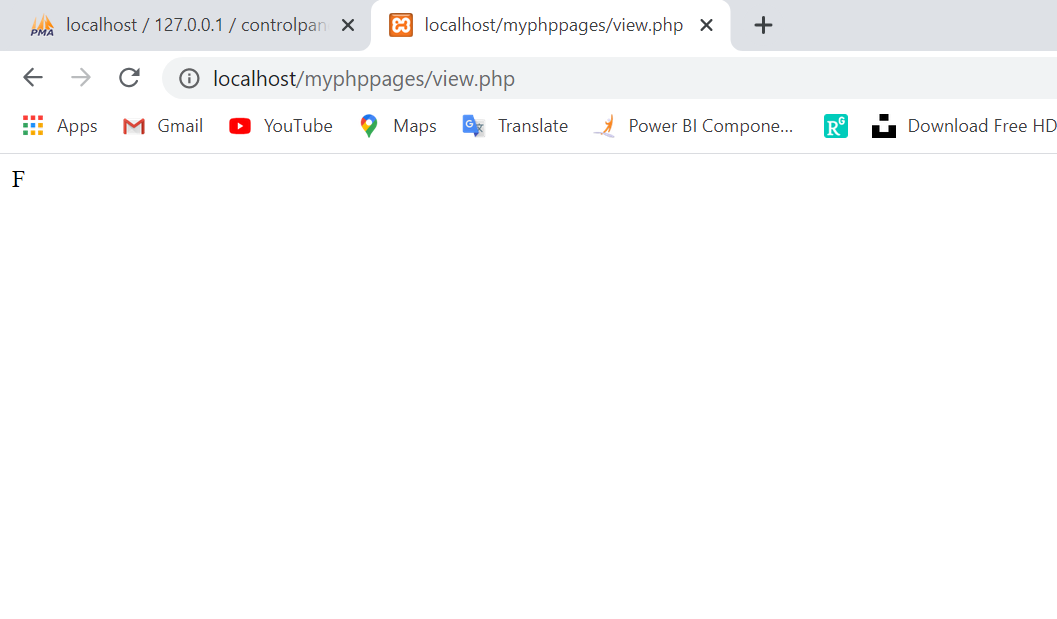 PMA localhost / 127.0.0.1 / controlpan
localhost/myphppages/view.php
localhost/myphppages/view.php
Apps Gmail YouTube Maps Translate Power BI Compone... RG Download Free HD
F